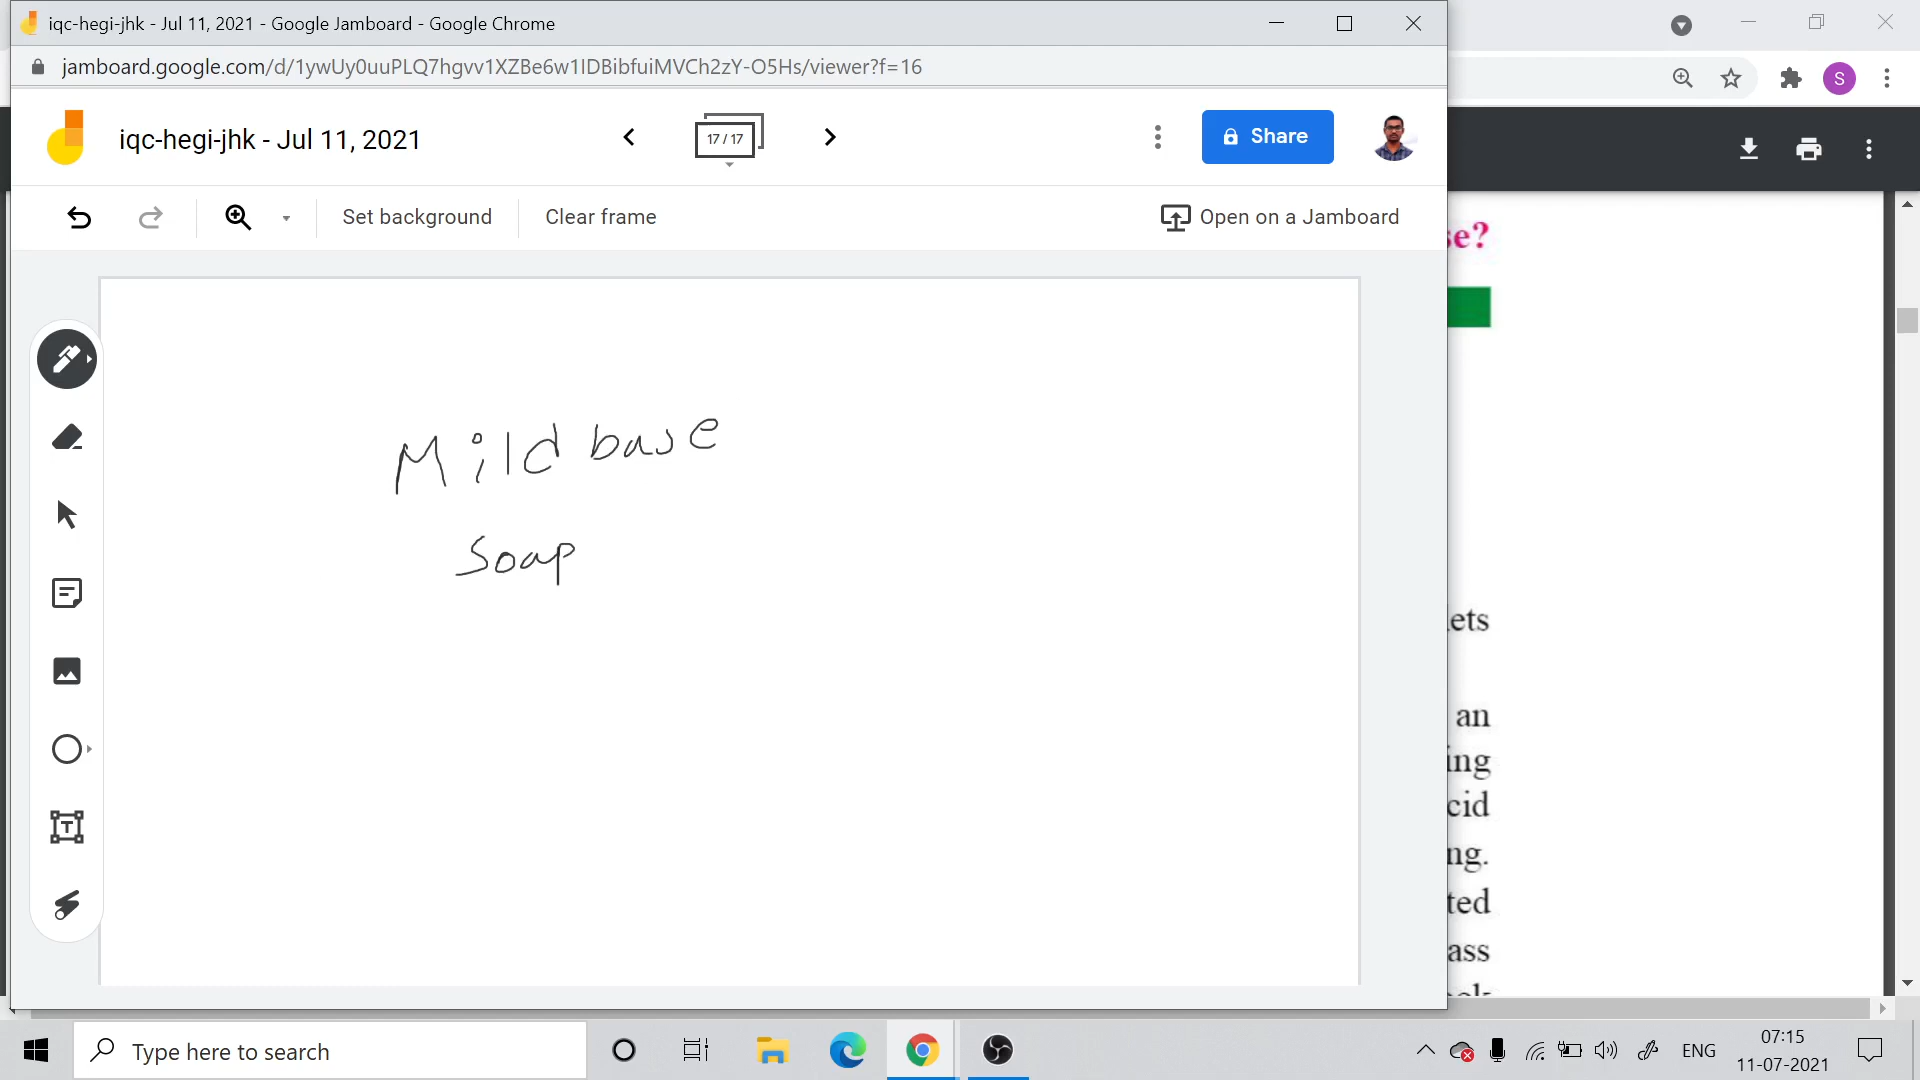 iqc-hegi-jhk - Jul 11, 2021 - Google Jamboard - Google Chrome
jamboard.google.com/d/1ywUy0uuPLQ7hgvv1XZBe6w1IDBibfuiMVCh2zY-O5Hs/viewer?f=16
S
iqc-hegi-jhk - Jul 11, 2021
17 / 17
Share
Set background
Clear frame
Open on a Jamboard
se?
Mild base
Soap
ets
an
ing
cid
ng.
ted
ass
Type here to search
ENG
07:15
11-07-2021